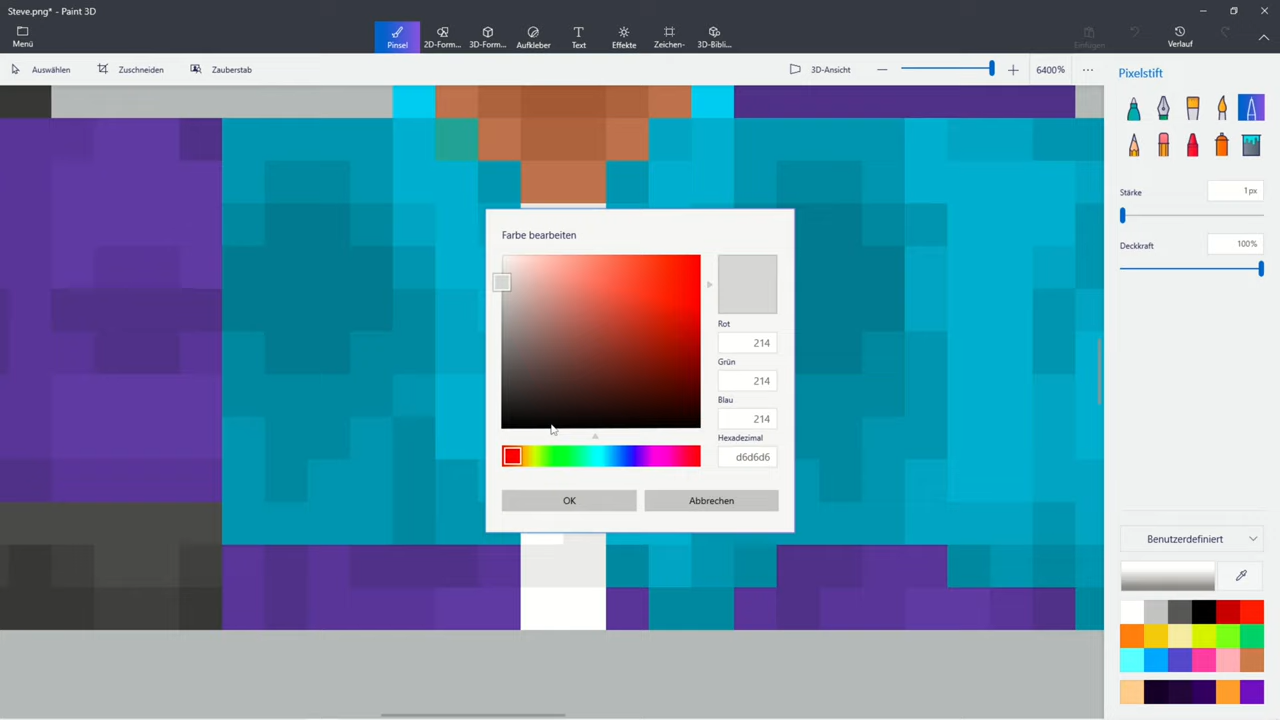 Steve.png* - Paint 3D
Menü
Pinsel
2D-Form...
3D-Form...
Aufkleber
Text
Effekte
Zeichen-
3D-Bibli...
Einfügen
Verlauf
Auswählen
Zuschneiden
Zauberstab
3D-Ansicht
6400%
Pixelstift
Stärke
1px
Deckkraft
100%
Farbe bearbeiten
Rot
214
Grün
214
Blau
214
Hexadezimal
d6d6d6
OK
Abbrechen
Benutzerdefiniert